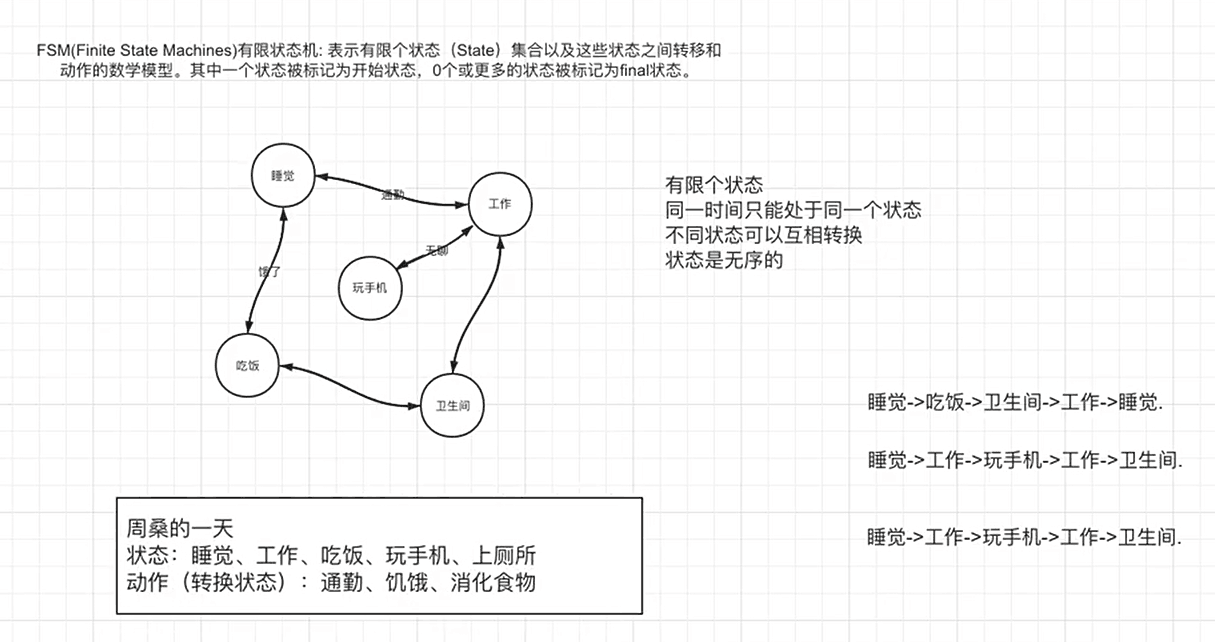 FSM(Finite State Machines)有限状态机: 表示有限个状态（State）集合以及这些状态之间转移和
动作的数学模型。其中一个状态被标记为开始状态，0个或更多的状态被标记为final状态。
睡觉
通勤
工作
无聊
玩手机
饿了
吃饭
卫生间
有限个状态
同一时间只能处于同一个状态
不同状态可以互相转换
状态是无序的
睡觉->吃饭->卫生间->工作->睡觉.
睡觉->工作->玩手机->工作->卫生间.
睡觉->工作->玩手机->工作->卫生间.
周桑的一天
状态：睡觉、工作、吃饭、玩手机、上厕所
动作（转换状态）：通勤、饥饿、消化食物